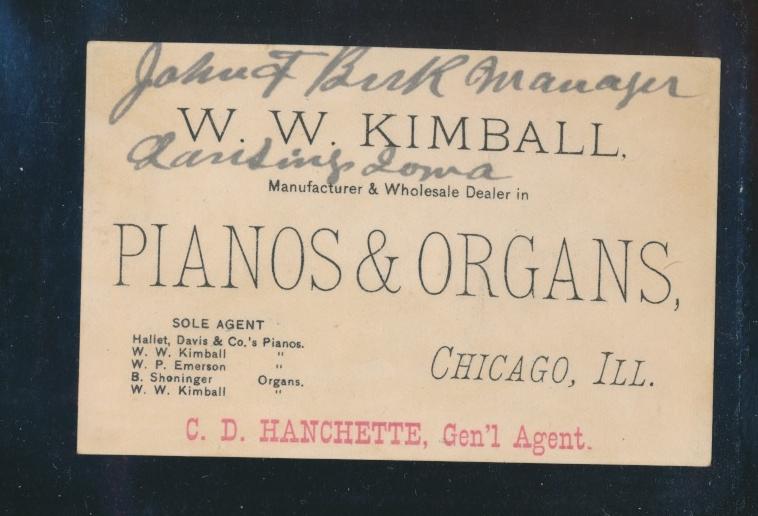 John F Birk Manager
W. W. KIMBALL,
Lansing Iowa
Manufacturer & Wholesale Dealer in
PIANOS & ORGANS,
SOLE AGENT
Hallet, Davis & Co.'s Pianos.
W. W. Kimball "
W. P. Emerson "
B. Shoninger Organs.
W. W. Kimball "
CHICAGO, ILL.
C. D. HANCHETTE, Gen'l Agent.